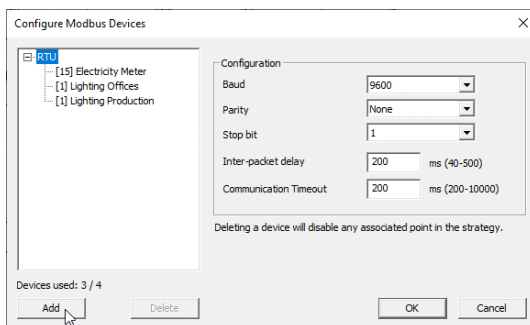 Configure Modbus Devices
RTU
[15] Electricity Meter
[1] Lighting Offices
[1] Lighting Production
Configuration
Baud 9600
Parity None
Stop bit 1
Inter-packet delay 200 ms (40-500)
Communication Timeout 200 ms (200-10000)
Deleting a device will disable any associated point in the strategy.
Devices used: 3 / 4
Add Delete OK Cancel